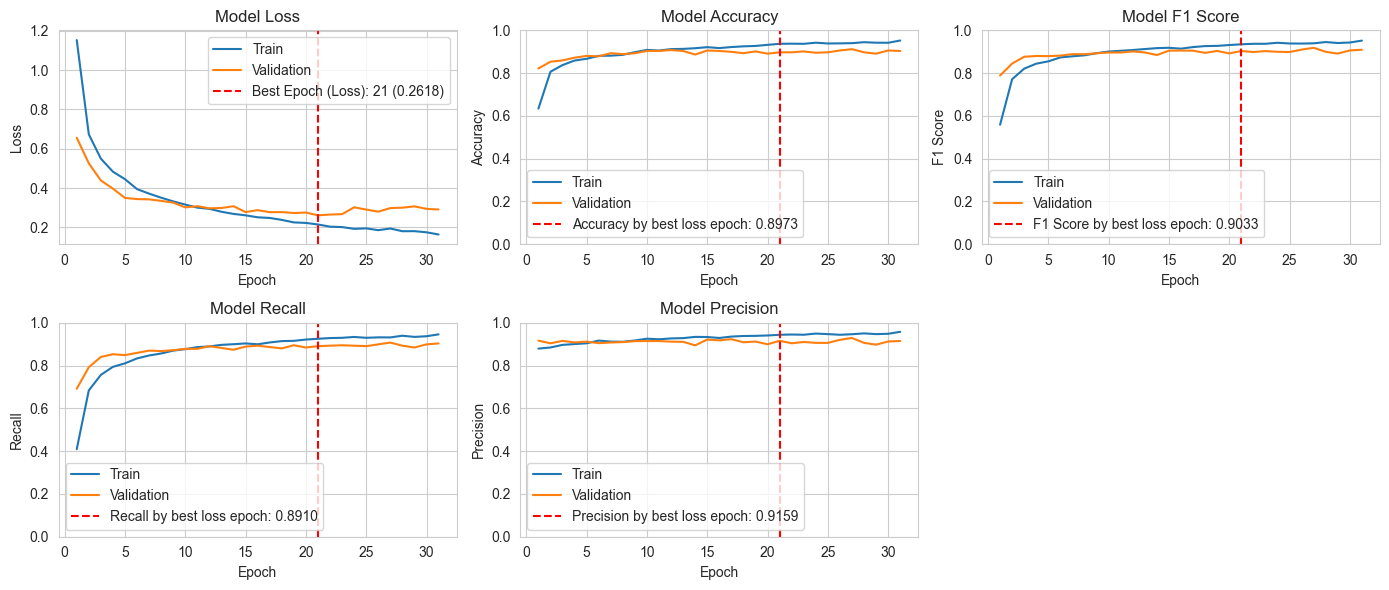 Model Loss
1.2
1.0
0.8
0.6
0.4
0.2
Loss
Train
Validation
Best Epoch (Loss): 21 (0.2618)
0 5 10 15 20 25 30
Epoch
Model Accuracy
1.0
0.8
0.6
0.4
0.2
0.0
Accuracy
Train
Validation
Accuracy by best loss epoch: 0.8973
0 5 10 15 20 25 30
Epoch
Model F1 Score
1.0
0.8
0.6
0.4
0.2
0.0
F1 Score
Train
Validation
F1 Score by best loss epoch: 0.9033
0 5 10 15 20 25 30
Epoch
Model Recall
1.0
0.8
0.6
0.4
0.2
0.0
Recall
Train
Validation
Recall by best loss epoch: 0.8910
0 5 10 15 20 25 30
Epoch
Model Precision
1.0
0.8
0.6
0.4
0.2
0.0
Precision
Train
Validation
Precision by best loss epoch: 0.9159
0 5 10 15 20 25 30
Epoch